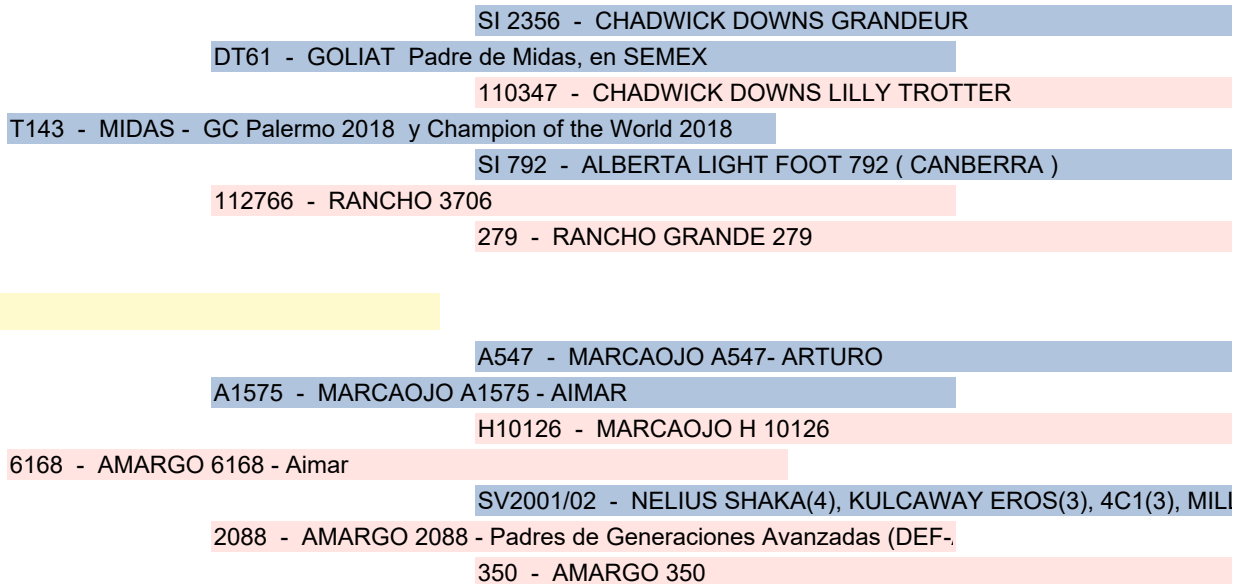 SI 2356 - CHADWICK DOWNS GRANDEUR
DT61 - GOLIAT Padre de Midas, en SEMEX
110347 - CHADWICK DOWNS LILLY TROTTER
T143 - MIDAS - GC Palermo 2018 y Champion of the World 2018
SI 792 - ALBERTA LIGHT FOOT 792 ( CANBERRA )
112766 - RANCHO 3706
279 - RANCHO GRANDE 279
A547 - MARCAOJO A547- ARTURO
A1575 - MARCAOJO A1575 - AIMAR
H10126 - MARCAOJO H 10126
6168 - AMARGO 6168 - Aimar
SV2001/02 - NELIUS SHAKA(4), KULCAWAY EROS(3), 4C1(3),
2088 - AMARGO 2088 - Padres de Generaciones Avanzadas
350 - AMARGO 350